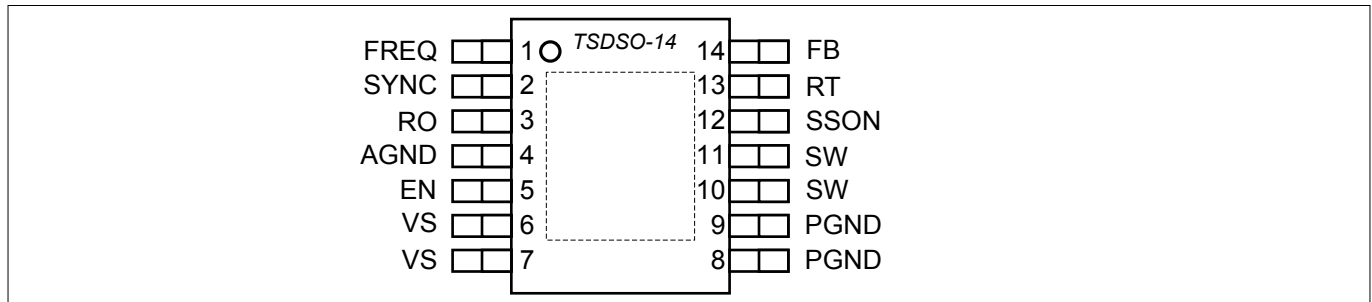 FREQ 1 TSDSO-14 14 FB
SYNC 2 13 RT
RO 3 12 SSON
AGND 4 11 SW
EN 5 10 SW
VS 6 9 PGND
VS 7 8 PGND